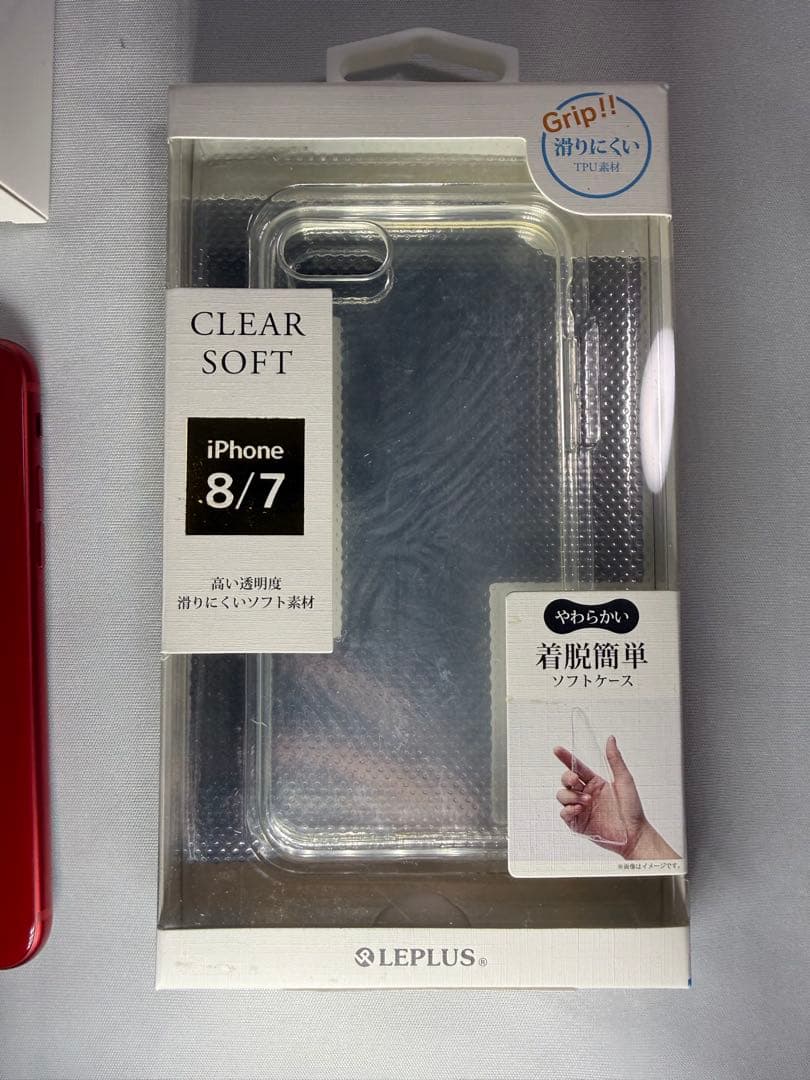 Grip!!
滑りにくい
TPU素材
CLEAR
SOFT
iPhone
8/7
高い透明度
滑りにくいソフト素材
やわらかい
着脱簡単
ソフトケース
※画像はイメージです。
LEPLUS®